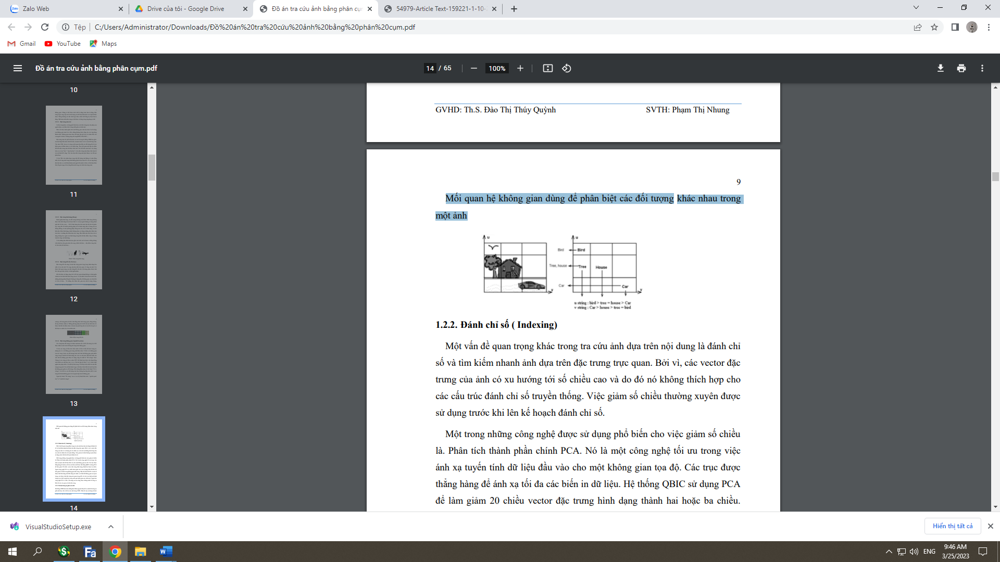 Zalo Web
Drive của tôi - Google Drive
Đồ án tra cứu ảnh bằng phân cụ
54979-Article Text-159221-1-10-
Tệp
C:/Users/Administrator/Downloads/Đồ%20án%20tra%20cứu%20ảnh%20bằng%20phân%20cụm.pdf
Gmail
YouTube
Maps
Đồ án tra cứu ảnh bằng phân cụm.pdf
14 / 65
100%
10
11
12
13
14
GVHD: Th.S. Đào Thị Thúy Quỳnh
SVTH: Phạm Thị Nhung
9
Mối quan hệ không gian dùng để phân biệt các đối tượng khác nhau trong
một ảnh
u
v
u
Bird
Bird
Tree, house
Tree
House
Car
Car
v
u string : bird > tree = house > Car
v string : Car > house > tree = bird
1.2.2. Đánh chỉ số ( Indexing)
Một vấn đề quan trọng khác trong tra cứu ảnh dựa trên nội dung là đánh chỉ
số và tìm kiếm nhanh ảnh dựa trên đặc trưng trực quan. Bởi vì, các vector đặc
trưng của ảnh có xu hướng tới số chiều cao và do đó nó không thích hợp cho
các cấu trúc đánh chỉ số truyền thống. Việc giảm số chiều thường xuyên được
sử dụng trước khi lên kế hoạch đánh chỉ số.
Một trong những công nghệ được sử dụng phổ biến cho việc giảm số chiều
là. Phân tích thành phần chính PCA. Nó là một công nghệ tối ưu trong việc
ánh xạ tuyến tính dữ liệu đầu vào cho một không gian tọa độ. Các trục được
thẳng hàng để ánh xạ tối đa các biến in dữ liệu. Hệ thống QBIC sử dụng PCA
để làm giảm 20 chiều vector đặc trưng hình dạng thành hai hoặc ba chiều.
VisualStudioSetup.exe
Hiển thị tất cả
ENG
9:46 AM
3/25/2023